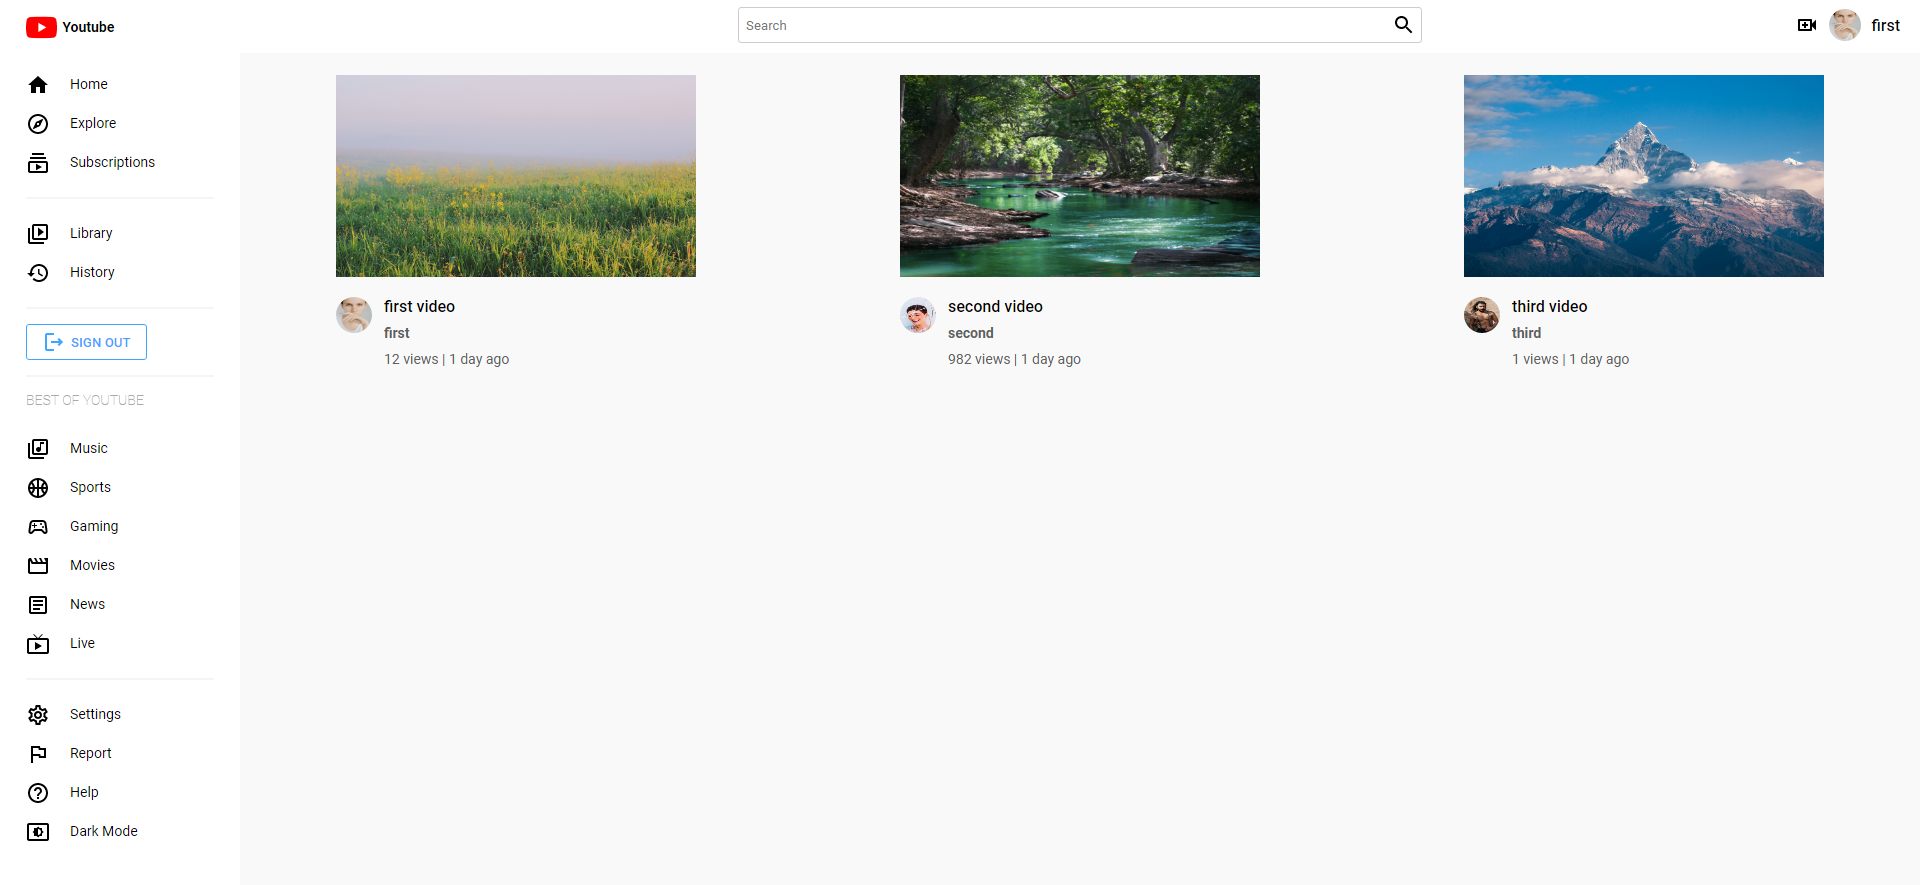 Youtube
Search
first
Home
Explore
Subscriptions
Library
History
SIGN OUT
BEST OF YOUTUBE
Music
Sports
Gaming
Movies
News
Live
Settings
Report
Help
Dark Mode
first video
first
12 views | 1 day ago
second video
second
982 views | 1 day ago
third video
third
1 views | 1 day ago